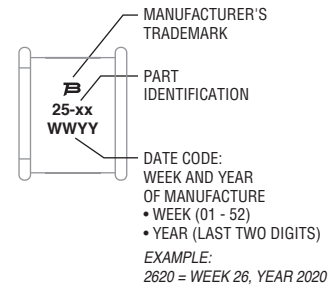 MANUFACTURER'S
TRADEMARK
PART
IDENTIFICATION
25-xx
WWYY
DATE CODE:
WEEK AND YEAR
OF MANUFACTURE
• WEEK (01 - 52)
• YEAR (LAST TWO DIGITS)
EXAMPLE:
2620 = WEEK 26, YEAR 2020